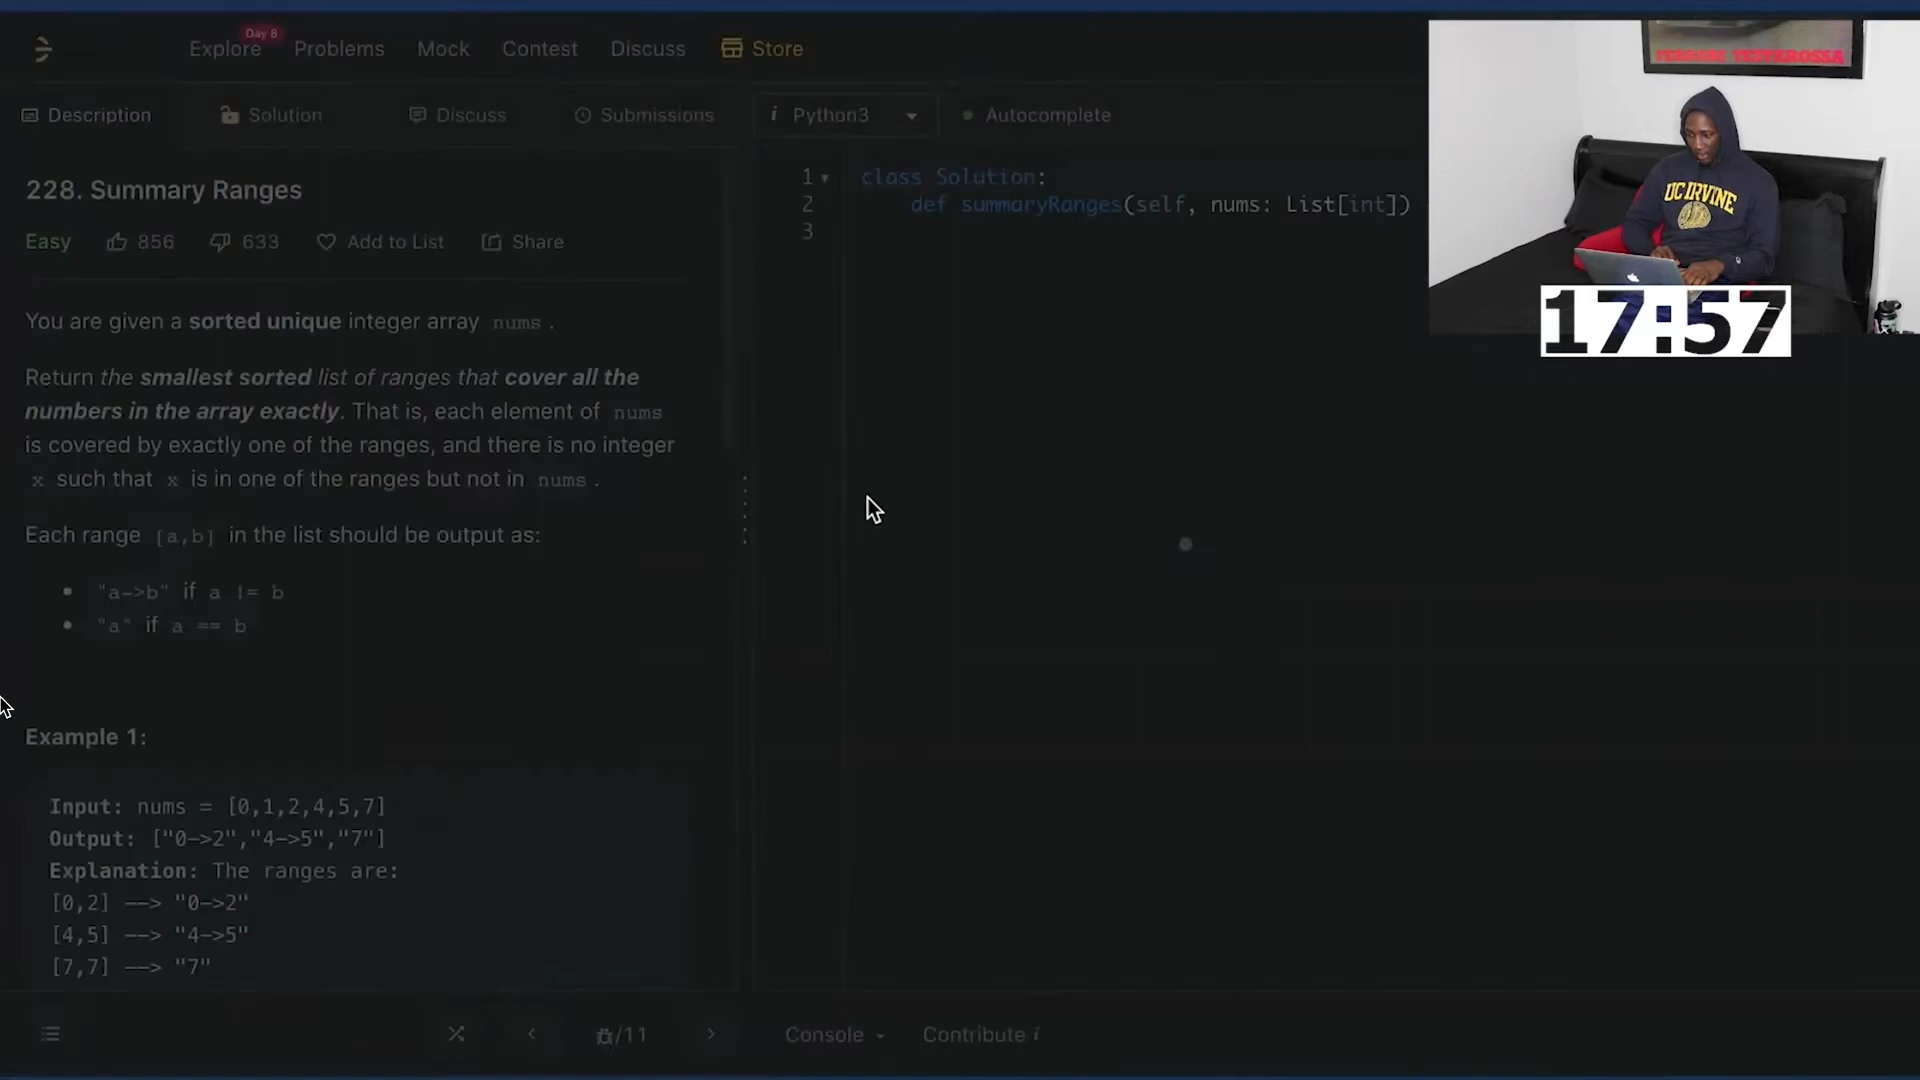 Explore
Day 8
Problems
Mock
Contest
Discuss
Store
Description
Solution
Discuss
Submissions
i Python3
Autocomplete
228. Summary Ranges
Easy
856
633
Add to List
Share
You are given a sorted unique integer array nums .
Return the smallest sorted list of ranges that cover all the
numbers in the array exactly. That is, each element of nums
is covered by exactly one of the ranges, and there is no integer
x such that x is in one of the ranges but not in nums .
Each range [a,b] in the list should be output as:
"a->b" if a != b
"a" if a == b
Example 1:
Input: nums = [0,1,2,4,5,7]
Output: ["0->2","4->5","7"]
Explanation: The ranges are:
[0,2] --> "0->2"
[4,5] --> "4->5"
[7,7] --> "7"
1 class Solution:
2 def summaryRanges(self, nums: List[int])
3
FERRARI TESTAROSSA
UC IRVINE
17:57
/11
Console
Contribute i